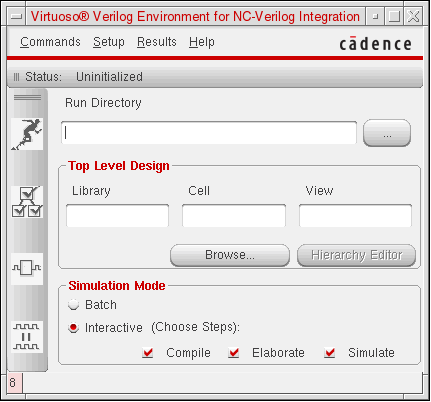 Virtuoso® Verilog Environment for NC-Verilog Integration
Commands Setup Results Help cādence
Status: Uninitialized
Run Directory
...
Top Level Design
Library Cell View
Browse... Hierarchy Editor
Simulation Mode
Batch
Interactive (Choose Steps):
Compile Elaborate Simulate
8